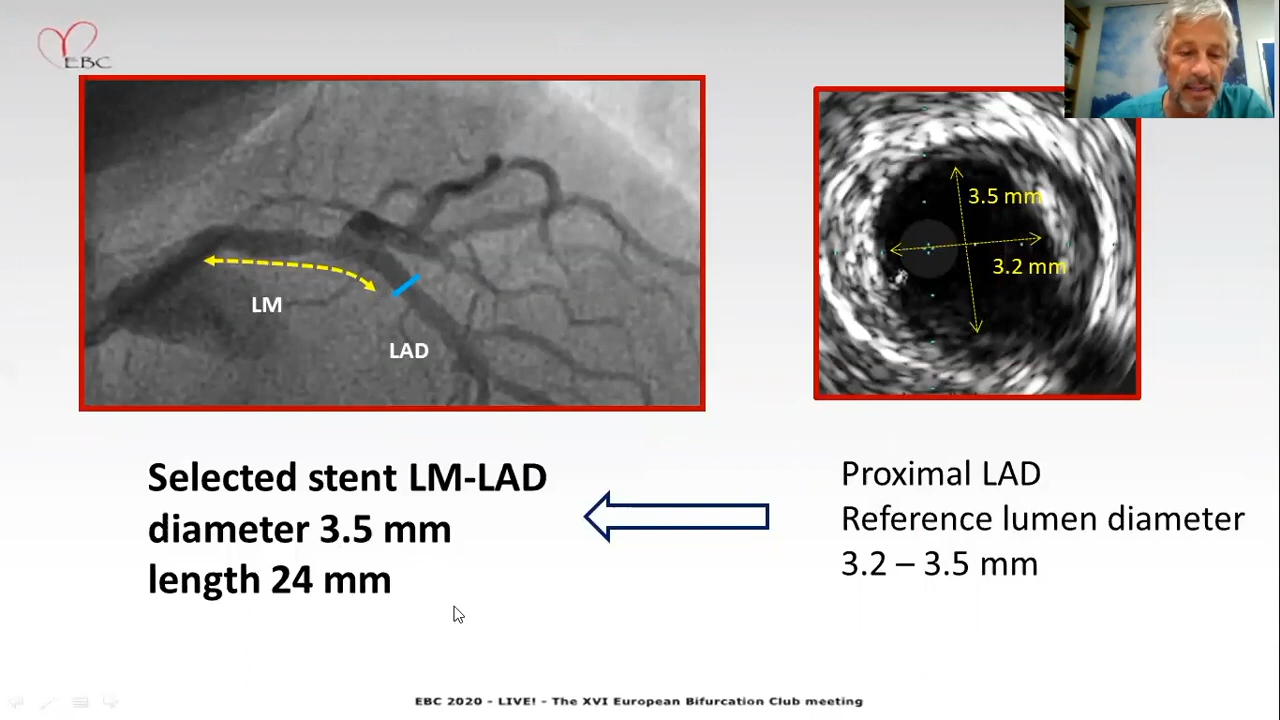 EBC
LM
LAD
3.5 mm
3.2 mm
Selected stent LM-LAD
diameter 3.5 mm
length 24 mm
Proximal LAD
Reference lumen diameter
3.2 – 3.5 mm
EBC 2020 - LIVE! - The XVI European Bifurcation Club meeting